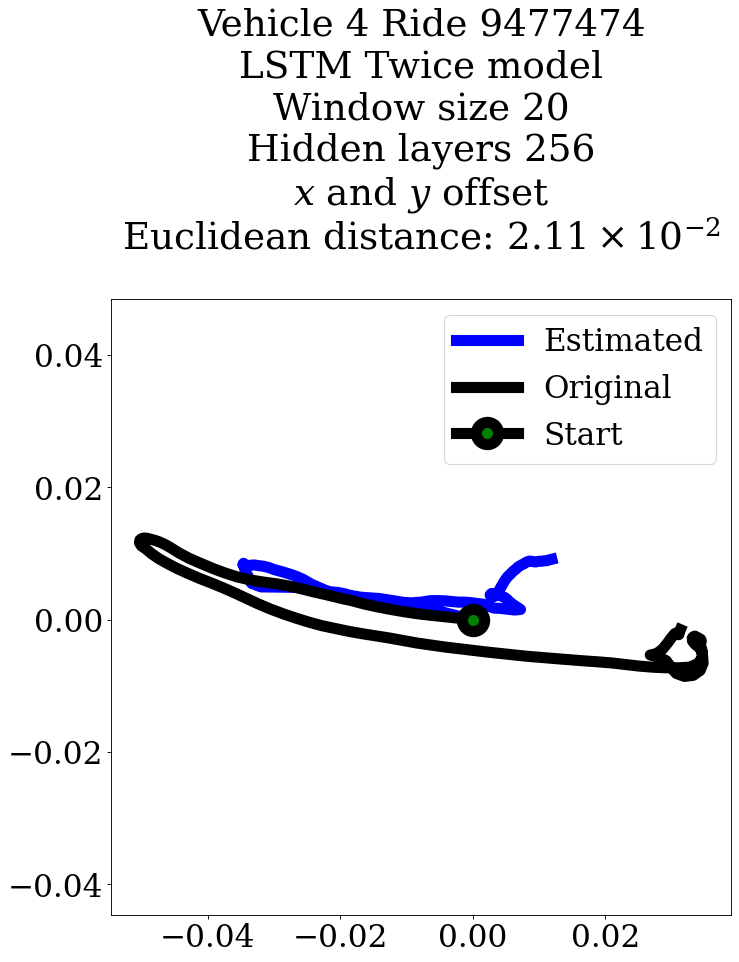 Vehicle 4 Ride 9477474
LSTM Twice model
Window size 20
Hidden layers 256
x and y offset
Euclidean distance: 2.11 × 10⁻²
Estimated
Original
Start
0.04
0.02
0.00
−0.02
−0.04
−0.04 −0.02 0.00 0.02